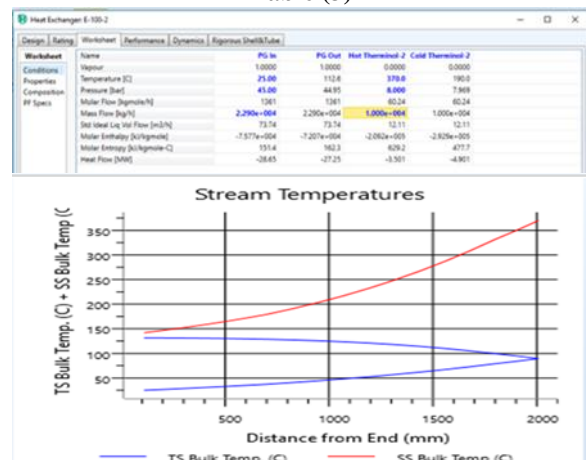 Heat Exchanger E-100-2
Design Rating Worksheet Performance Dynamics Rigorous Shell&Tube
Worksheet
Conditions
Properties
Composition
PF Specs
Name PG In PG Out Hot Therminol-2 Cold Therminol-2
Vapour 1.0000 1.0000 0.0000 0.0000
Temperature [C] 25.00 112.6 370.0 190.0
Pressure [bar] 45.00 44.95 8.000 7.969
Molar Flow [kgmole/h] 1361 1361 60.24 60.24
Mass Flow [kg/h] 2.290e+004 2.290e+004 1.000e+004 1.000e+004
Std Ideal Liq Vol Flow [m3/h] 73.74 73.74 12.11 12.11
Molar Enthalpy [kJ/kgmole] -7.577e+004 -7.207e+004 -2.092e+005 -2.929e+005
Molar Entropy [kJ/kgmole-C] 151.4 162.3 629.2 477.7
Heat Flow [MW] -28.65 -27.25 -3.501 -4.901
Stream Temperatures
TS Bulk Temp. (C) + SS Bulk Temp (C
350
300
250
200
150
100
50
500 1000 1500 2000
Distance from End (mm)
TS Bulk Temp. (C) SS Bulk Temp. (C)